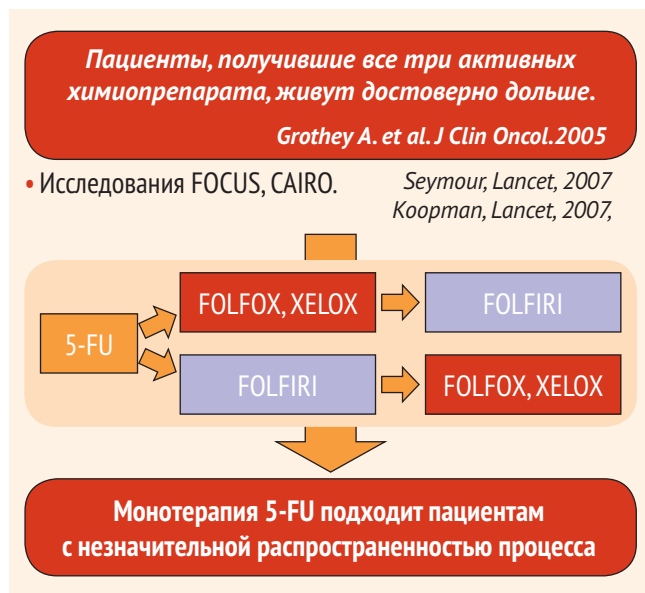 Пациенты, получившие все три активных
химиопрепарата, живут достоверно дольше.
Grothey A. et al. J Clin Oncol.2005
• Исследования FOCUS, CAIRO.
Seymour, Lancet, 2007
Koopman, Lancet, 2007,
5-FU
FOLFOX, XELOX
FOLFIRI
FOLFIRI
FOLFOX, XELOX
Монотерапия 5-FU подходит пациентам
с незначительной распространенностью процесса